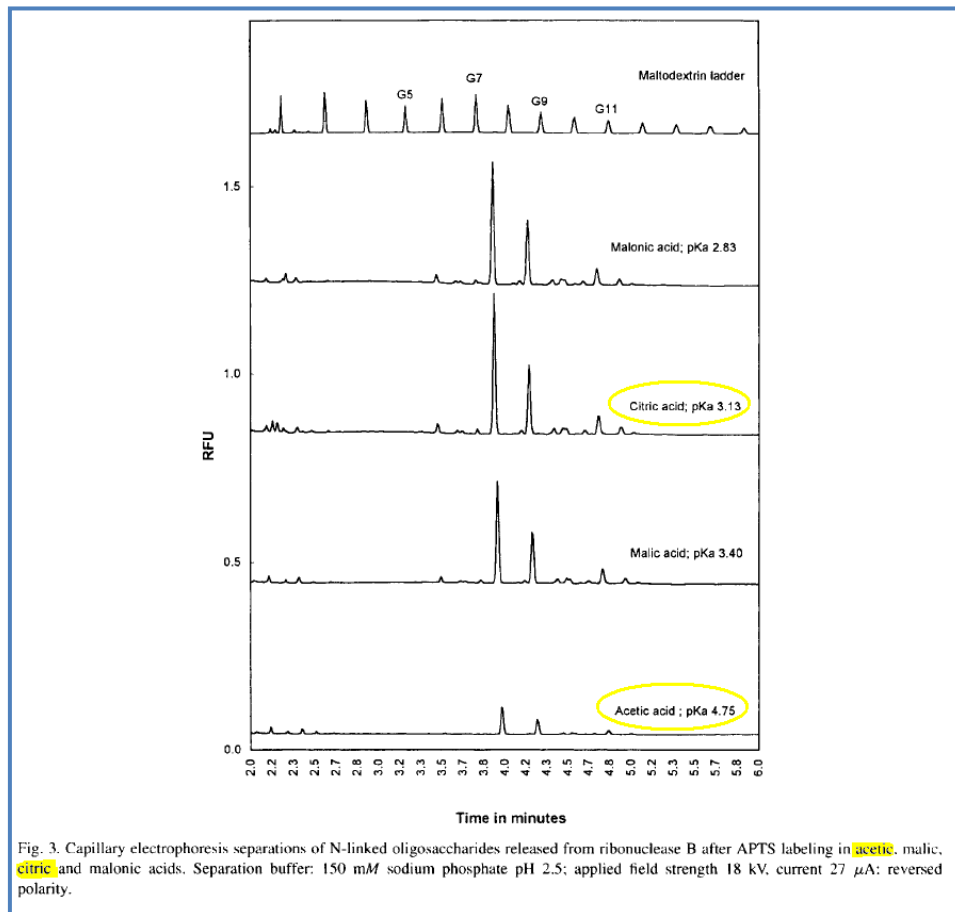 Maltodextrin ladder
G5
G7
G9
G11
1.5
Malonic acid; pKa 2.83
1.0
Citric acid; pKa 3.13
RFU
Malic acid; pKa 3.40
0.5
Acetic acid ; pKa 4.75
0.0
2.0 2.2 2.3 2.5 2.7 2.8 3.0 3.2 3.3 3.5 3.7 3.8 4.0 4.2 4.3 4.5 4.7 4.8 5.0 5.2 5.3 5.5 5.7 5.8 6.0
Time in minutes
Fig. 3. Capillary electrophoresis separations of N-linked oligosaccharides released from ribonuclease B after APTS labeling in acetic, malic,
citric and malonic acids. Separation buffer: 150 mM sodium phosphate pH 2.5; applied field strength 18 kV, current 27 μA: reversed
polarity.